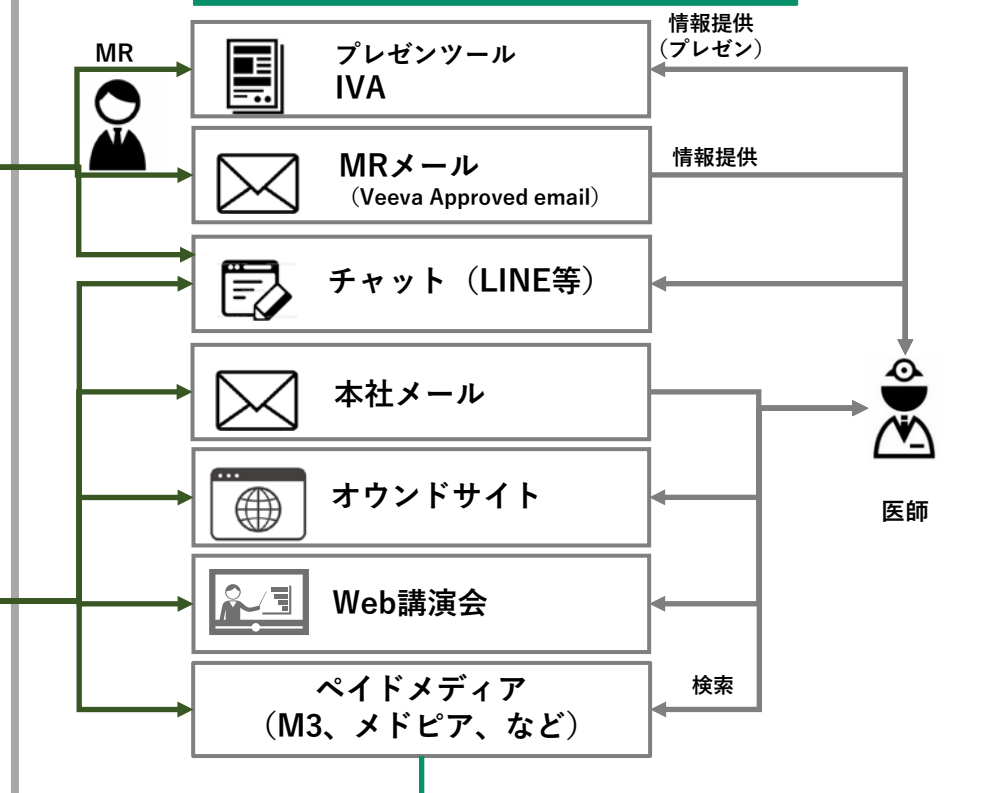 情報提供
（プレゼン）
MR
プレゼンツール
IVA
MRメール
（Veeva Approved email）
情報提供
チャット（LINE等）
本社メール
オウンドサイト
医師
Web講演会
検索
ペイドメディア
（M3、メドピア、など）